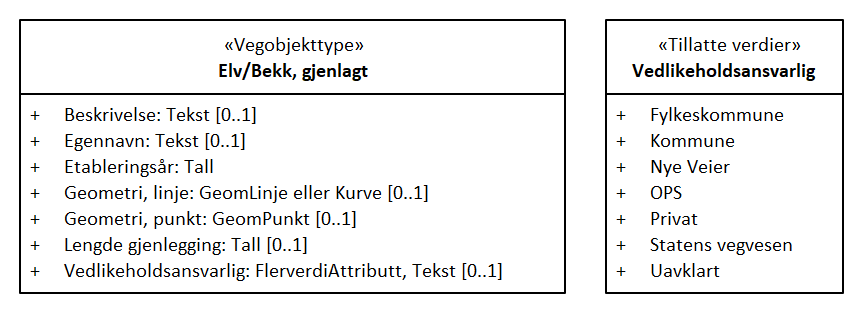 «Vegobjekttype»
Elv/Bekk, gjenlagt
+ Beskrivelse: Tekst [0..1]
+ Egennavn: Tekst [0..1]
+ Etableringsår: Tall
+ Geometri, linje: GeomLinje eller Kurve [0..1]
+ Geometri, punkt: GeomPunkt [0..1]
+ Lengde gjenlegging: Tall [0..1]
+ Vedlikeholdsansvarlig: FlerverdiAttributt, Tekst [0..1]
«Tillatte verdier»
Vedlikeholdsansvarlig
+ Fylkeskommune
+ Kommune
+ Nye Veier
+ OPS
+ Privat
+ Statens vegvesen
+ Uavklart